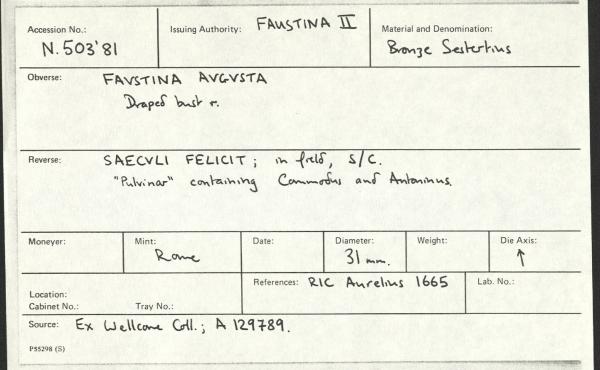 Accession No.:
N.503'81
Issuing Authority: FAUSTINA II
Material and Denomination:
Bronze Sestertius
Obverse: FAVSTINA AVGVSTA
Draped bust r.
Reverse: SAECVLI FELICIT; in field, S/C.
"Pulvinar" containing Commodus and Antoninus.
Moneyer:
Mint:
Rome
Date:
Diameter:
31 mm.
Weight:
Die Axis:
↑
Location:
Cabinet No.: Tray No.:
References: RIC Aurelius 1665
Lab. No.:
Source: Ex Wellcome Coll.; A 129789.
P55298 (S)